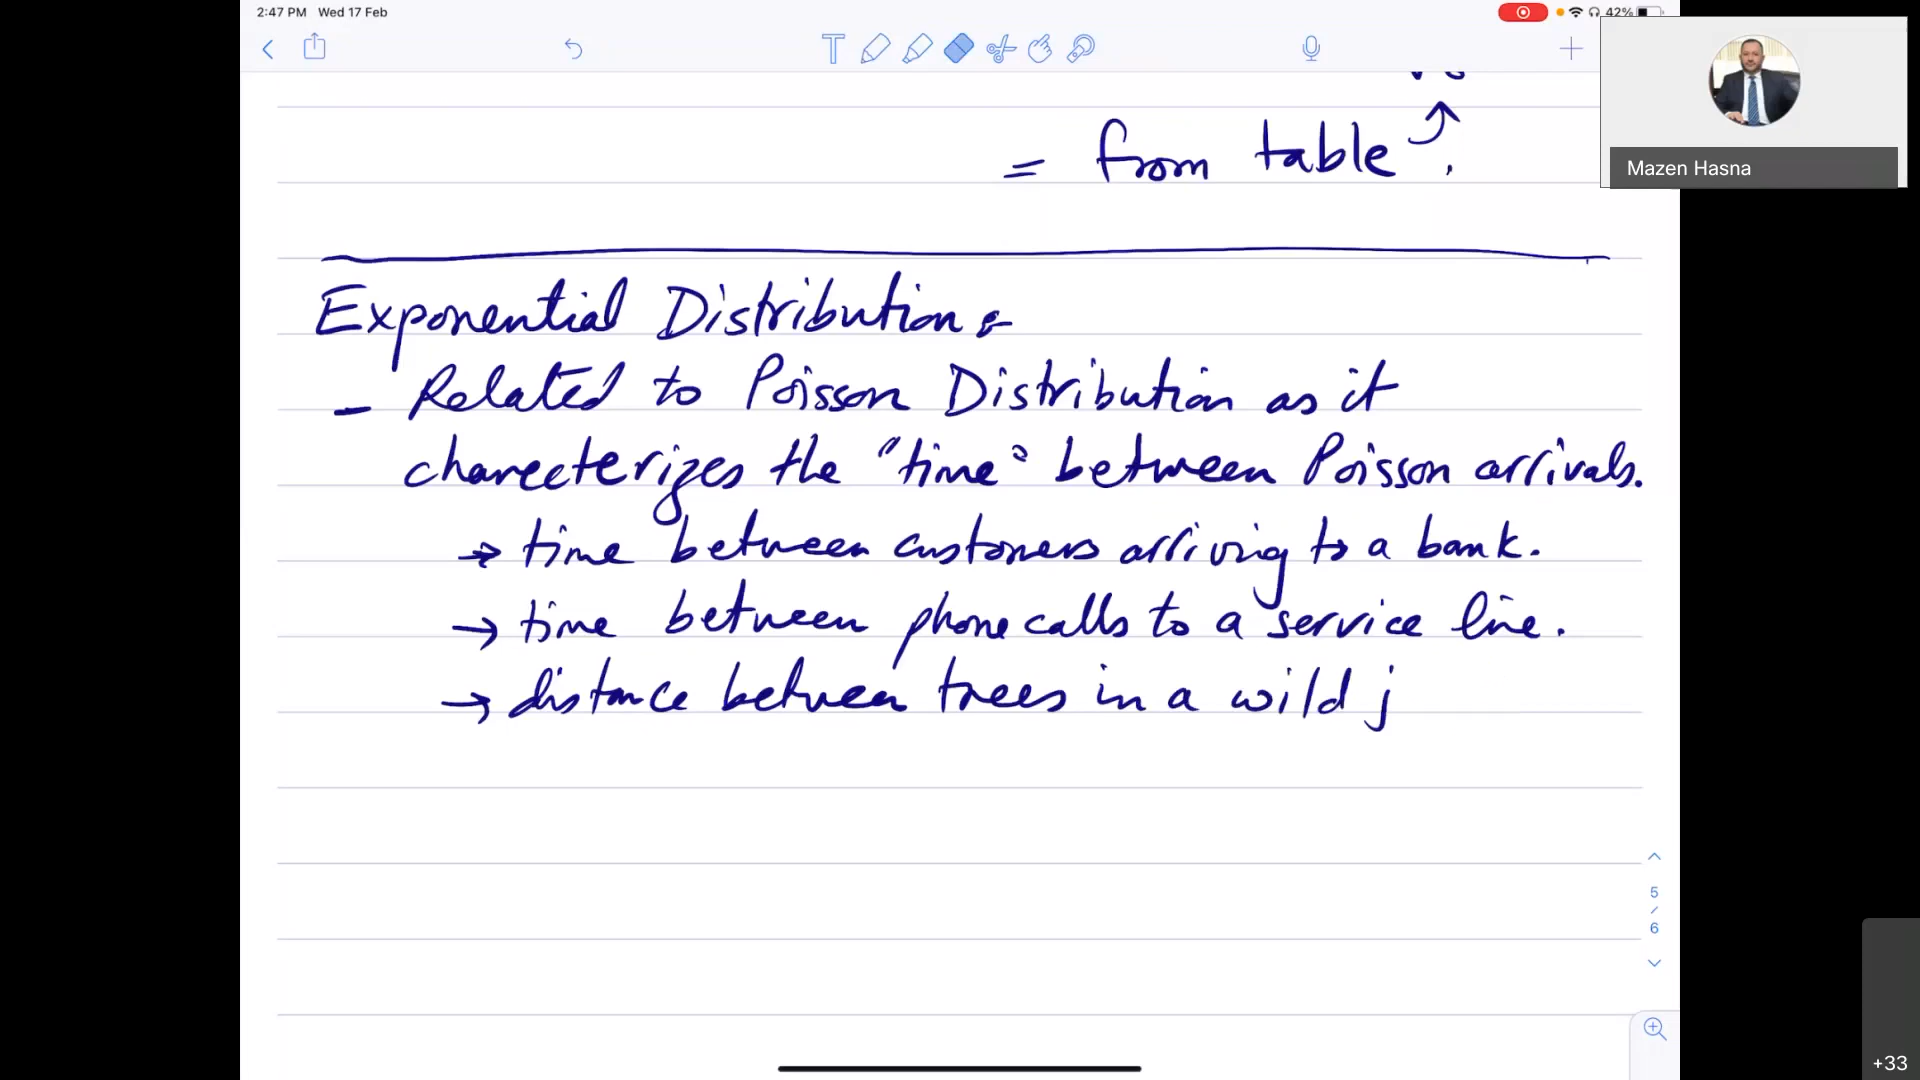 2:47 PM Wed 17 Feb
42%
Mazen Hasna
= from table .
Exponential Distribution :-
- Related to Poisson Distribution as it
charecterizes the "time" between Poisson arrivals.
→ time between customers arriving to a bank.
→ time between phone calls to a service line.
→ distance between trees in a wild j
5
/
6
+33